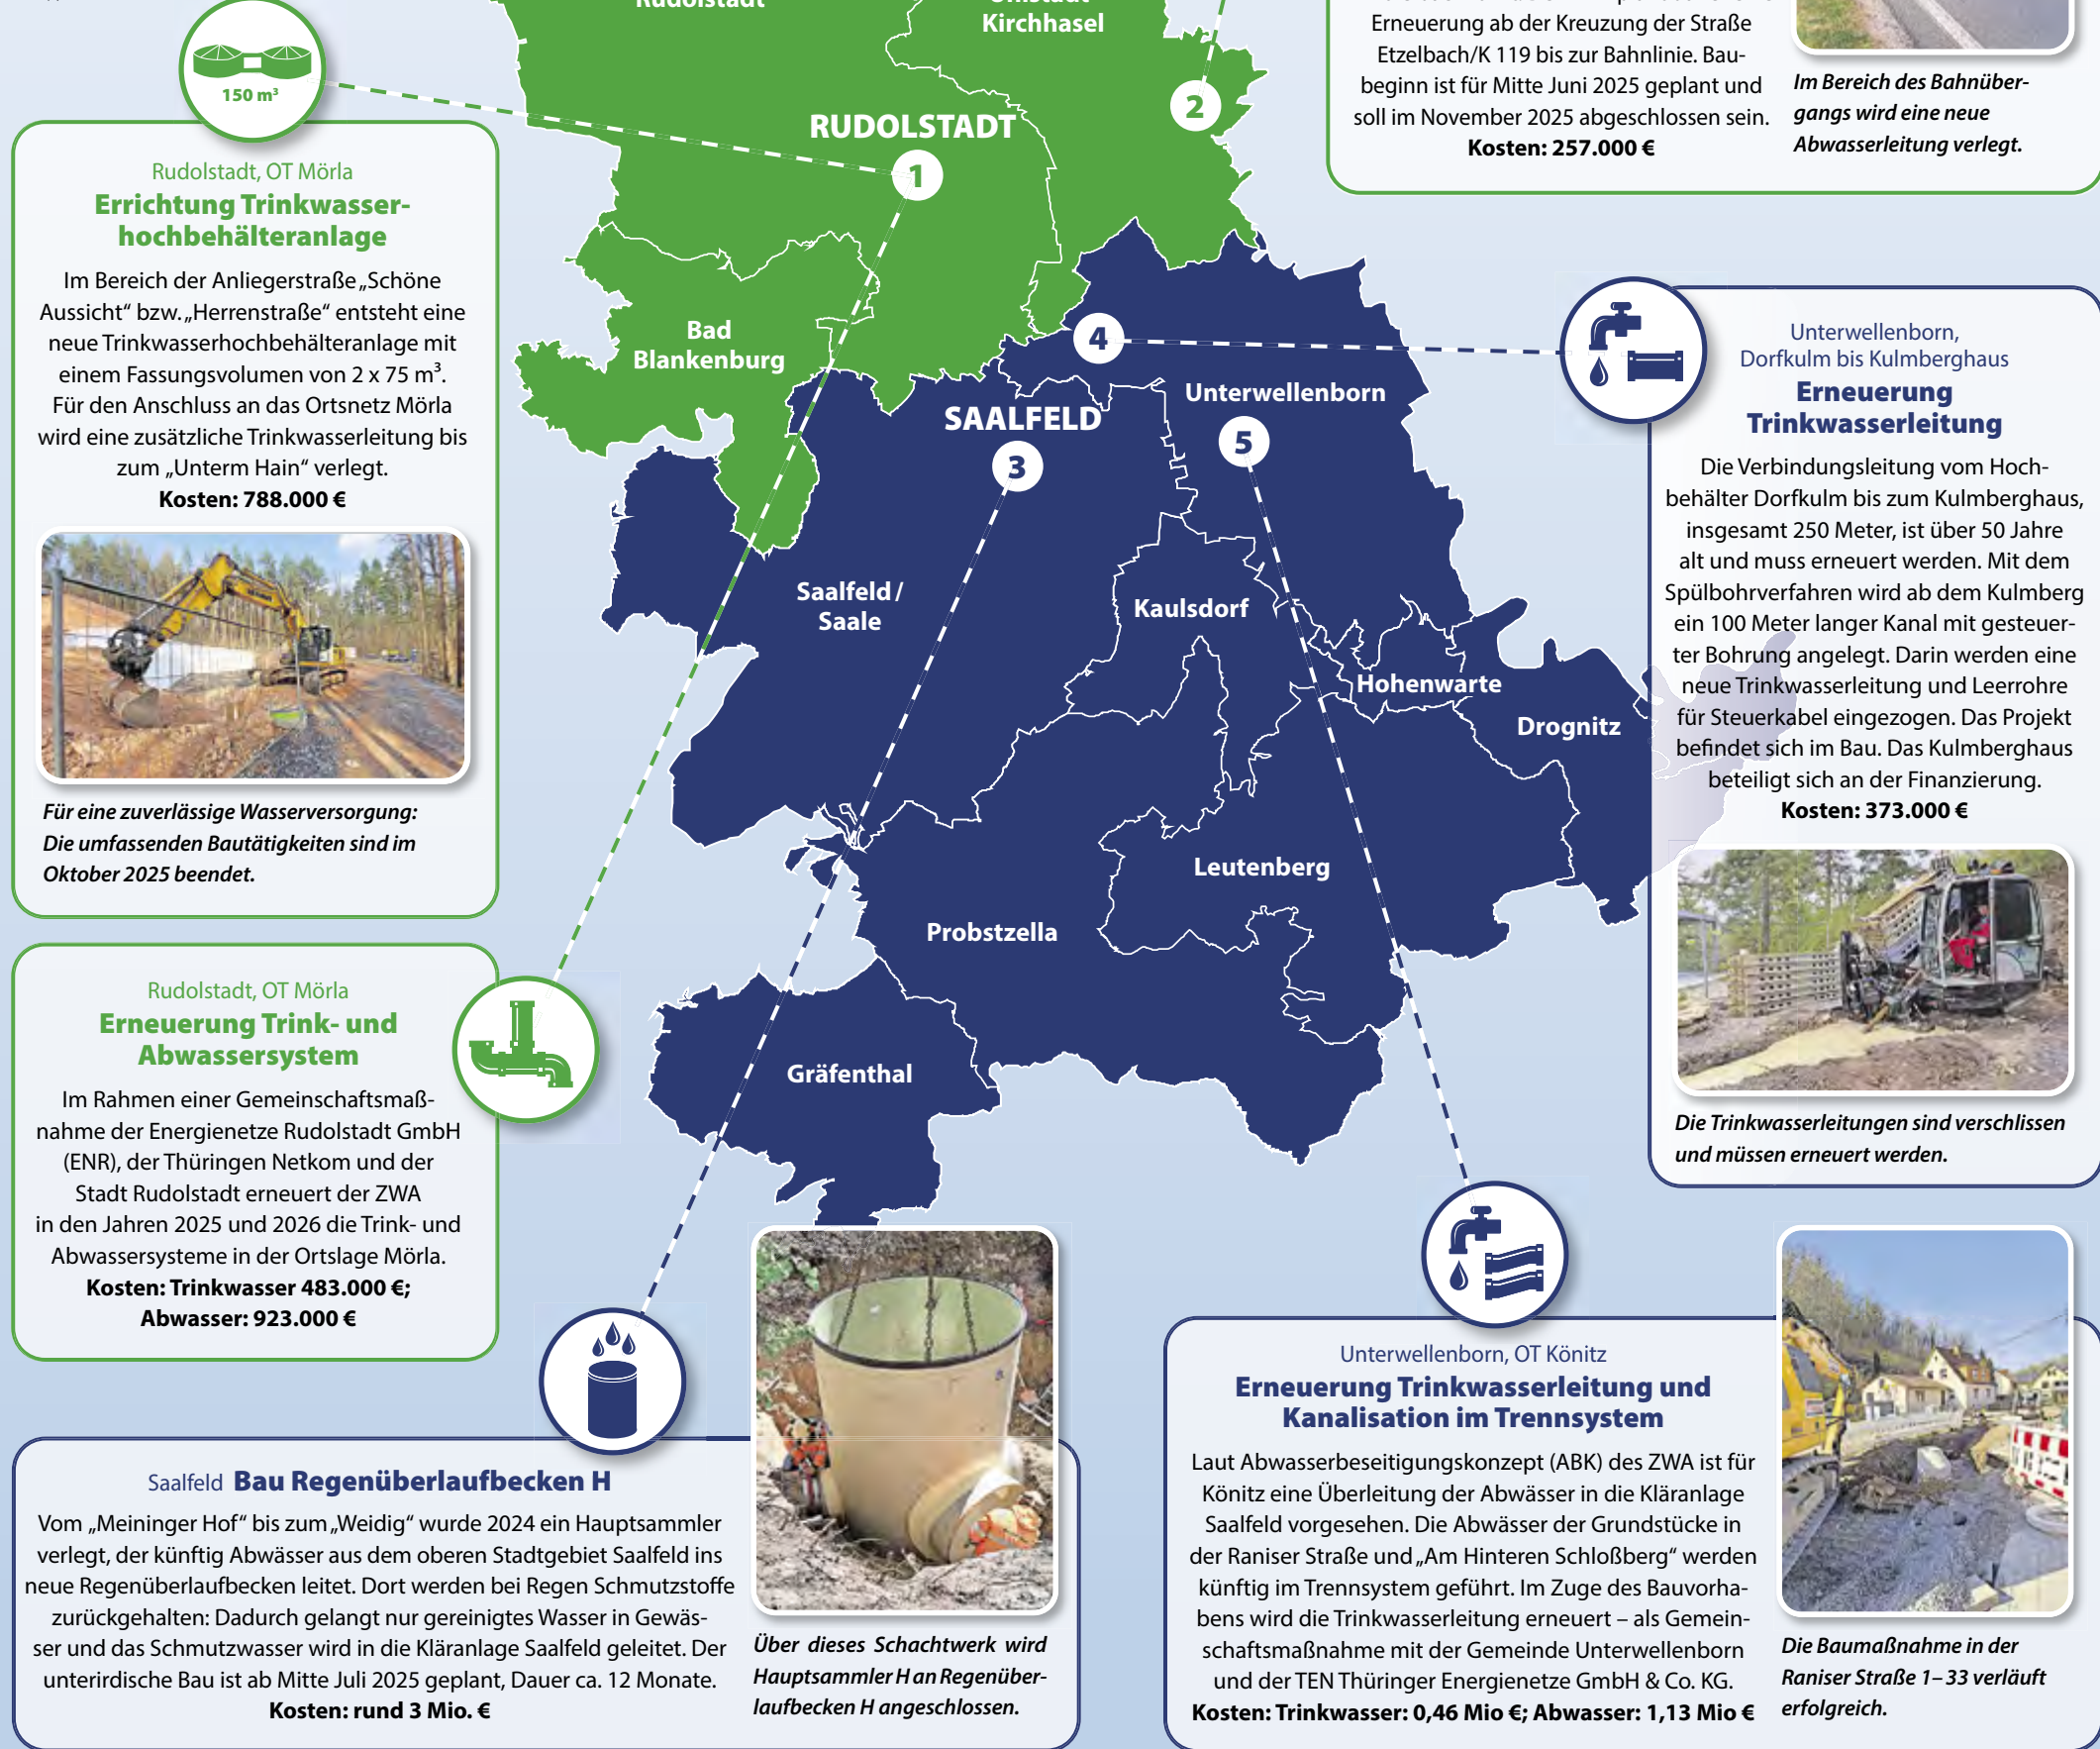 Rudolstadt
Kirchhasel
Erneuerung ab der Kreuzung der Straße
Etzelbach/K 119 bis zur Bahnlinie. Bau-
beginn ist für Mitte Juni 2025 geplant und
soll im November 2025 abgeschlossen sein.
Kosten: 257.000 €
Im Bereich des Bahnüber-
gangs wird eine neue
Abwasserleitung verlegt.
150 m³
2
RUDOLSTADT
1
Rudolstadt, OT Mörla
Errichtung Trinkwasser-
hochbehälteranlage
Im Bereich der Anliegerstraße „Schöne
Aussicht“ bzw. „Herrenstraße“ entsteht eine
neue Trinkwasserhochbehälteranlage mit
einem Fassungsvolumen von 2 x 75 m³.
Für den Anschluss an das Ortsnetz Mörla
wird eine zusätzliche Trinkwasserleitung bis
zum „Unterm Hain“ verlegt.
Kosten: 788.000 €
Für eine zuverlässige Wasserversorgung:
Die umfassenden Bautätigkeiten sind im
Oktober 2025 beendet.
Bad
Blankenburg
4
Unterwellenborn
SAALFELD
3
5
Saalfeld /
Saale
Kaulsdorf
Hohenwarte
Drognitz
Leutenberg
Probstzella
Gräfenthal
Unterwellenborn,
Dorfkulm bis Kulmberghaus
Erneuerung
Trinkwasserleitung
Die Verbindungsleitung vom Hoch-
behälter Dorfkulm bis zum Kulmberghaus,
insgesamt 250 Meter, ist über 50 Jahre
alt und muss erneuert werden. Mit dem
Spülbohrverfahren wird ab dem Kulmberg
ein 100 Meter langer Kanal mit gesteuer-
ter Bohrung angelegt. Darin werden eine
neue Trinkwasserleitung und Leerrohre
für Steuerkabel eingezogen. Das Projekt
befindet sich im Bau. Das Kulmberghaus
beteiligt sich an der Finanzierung.
Kosten: 373.000 €
Die Trinkwasserleitungen sind verschlissen
und müssen erneuert werden.
Rudolstadt, OT Mörla
Erneuerung Trink- und
Abwassersystem
Im Rahmen einer Gemeinschaftsmaß-
nahme der Energienetze Rudolstadt GmbH
(ENR), der Thüringen Netkom und der
Stadt Rudolstadt erneuert der ZWA
in den Jahren 2025 und 2026 die Trink- und
Abwassersysteme in der Ortslage Mörla.
Kosten: Trinkwasser 483.000 €;
Abwasser: 923.000 €
Saalfeld Bau Regenüberlaufbecken H
Vom „Meininger Hof“ bis zum „Weidig“ wurde 2024 ein Hauptsammler
verlegt, der künftig Abwässer aus dem oberen Stadtgebiet Saalfeld ins
neue Regenüberlaufbecken leitet. Dort werden bei Regen Schmutzstoffe
zurückgehalten: Dadurch gelangt nur gereinigtes Wasser in Gewäs-
ser und das Schmutzwasser wird in die Kläranlage Saalfeld geleitet. Der
unterirdische Bau ist ab Mitte Juli 2025 geplant, Dauer ca. 12 Monate.
Kosten: rund 3 Mio. €
Über dieses Schachtwerk wird
Hauptsammler H an Regenüber-
laufbecken H angeschlossen.
Unterwellenborn, OT Könitz
Erneuerung Trinkwasserleitung und
Kanalisation im Trennsystem
Laut Abwasserbeseitigungskonzept (ABK) des ZWA ist für
Könitz eine Überleitung der Abwässer in die Kläranlage
Saalfeld vorgesehen. Die Abwässer der Grundstücke in
der Raniser Straße und „Am Hinteren Schloßberg“ werden
künftig im Trennsystem geführt. Im Zuge des Bauvorha-
bens wird die Trinkwasserleitung erneuert – als Gemein-
schaftsmaßnahme mit der Gemeinde Unterwellenborn
und der TEN Thüringer Energienetze GmbH & Co. KG.
Kosten: Trinkwasser: 0,46 Mio €; Abwasser: 1,13 Mio €
Die Baumaßnahme in der
Raniser Straße 1–33 verläuft
erfolgreich.